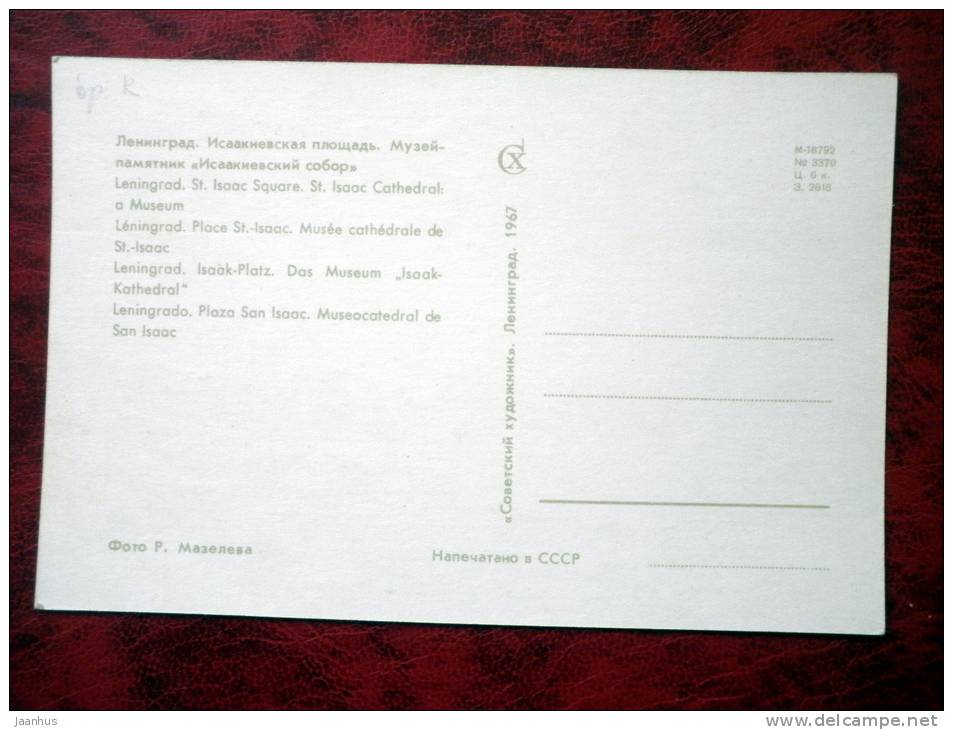 Ленинград. Исаакиевская площадь. Музей-
памятник «Исаакиевский собор»
Leningrad. St. Isaac Square. St. Isaac Cathedral:
a Museum
Léningrad. Place St.-Isaac. Musée cathédrale de
St.-Isaac
Leningrad. Isaàk-Platz. Das Museum „Isaak-
Kathedral“
Leningrado. Plaza San Isaac. Museocatedral de
San Isaac
Фото Р. Мазелева
«Советский художник». Ленинград. 1967
Напечатано в СССР
СХ
М-18792
№ 3370
Ц. 6 к.
З. 2818
Jaanhus
www.delcampe.net